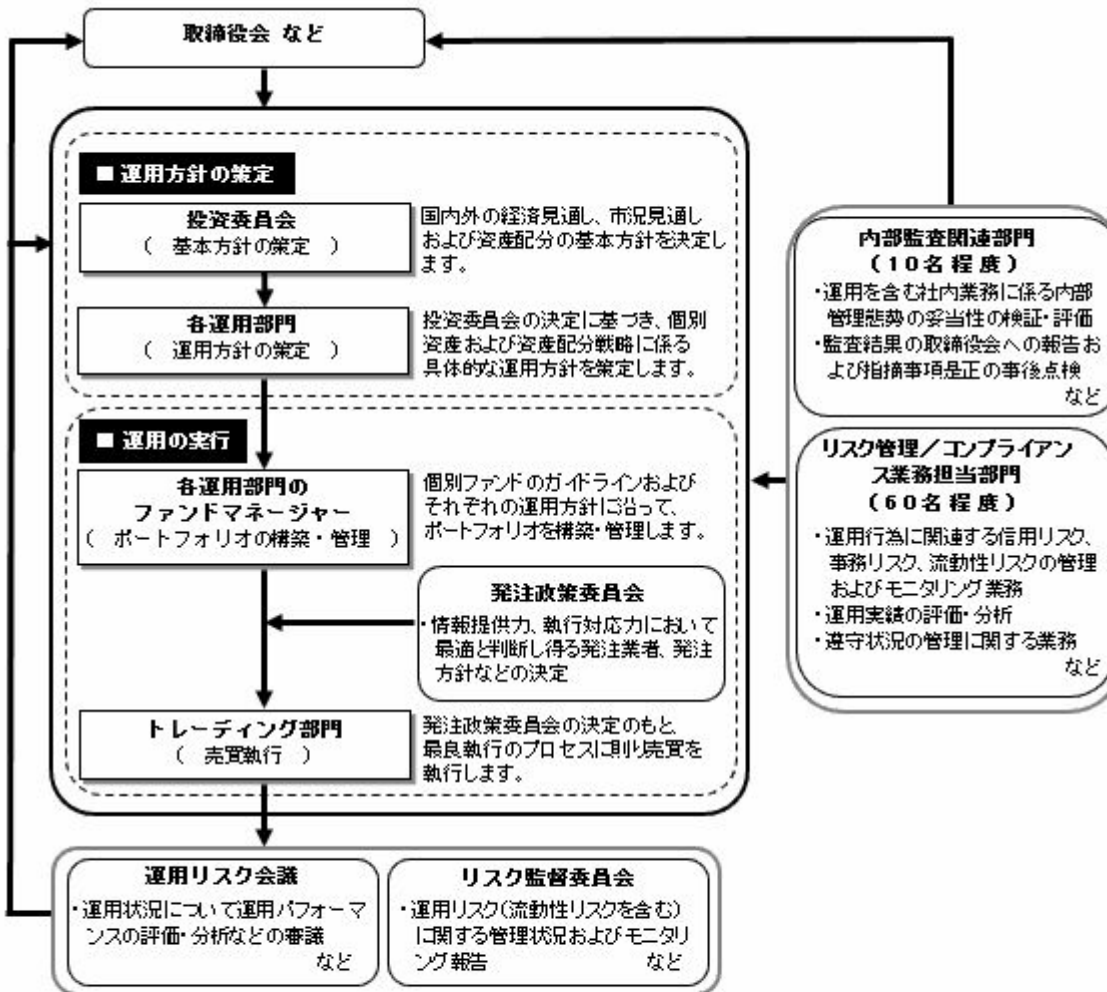 取締役会 など
■ 運用方針の策定
投資委員会
( 基本方針の策定 )
国内外の経済見通し、市況見通し
および資産配分の基本方針を決定し
ます。
各運用部門
( 運用方針の策定 )
投資委員会の決定に基づき、個別
資産および資産配分戦略に係る
具体的な運用方針を策定します。
■ 運用の実行
各運用部門の
ファンドマネージャー
( ポートフォリオの構築・管理 )
個別ファンドのガイドラインおよび
それぞれの運用方針に沿って、
ポートフォリオを構築・管理します。
発注政策委員会
・情報提供力、執行対応力において
最適と判断し得る発注業者、発注
方針などの決定
トレーディング部門
( 売買執行 )
発注政策委員会の決定のもと、
最良執行のプロセスに則り売買を
執行します。
運用リスク会議
・運用状況について運用パフォーマ
ンスの評価・分析などの審議
など
リスク監督委員会
・運用リスク(流動性リスクを含む)
に関する管理状況およびモニタリ
ング報告 など
内部監査関連部門
(10名程度)
・運用を含む社内業務に係る内部
管理態勢の妥当性の検証・評価
・監査結果の取締役会への報告お
よび指摘事項是正の事後点検
など
リスク管理/コンプライアン
ス業務担当部門
(60名程度)
・運用行為に関連する信用リスク、
事務リスク、流動性リスクの管理
およびモニタリング業務
・運用実績の評価・分析
・遵守状況の管理に関する業務
など